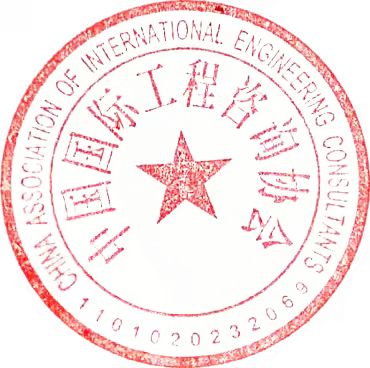 CHINA ASSOCIATION OF INTERNATIONAL ENGINEERING CONSULTANTS
中国国际工程咨询协会
1101020232069